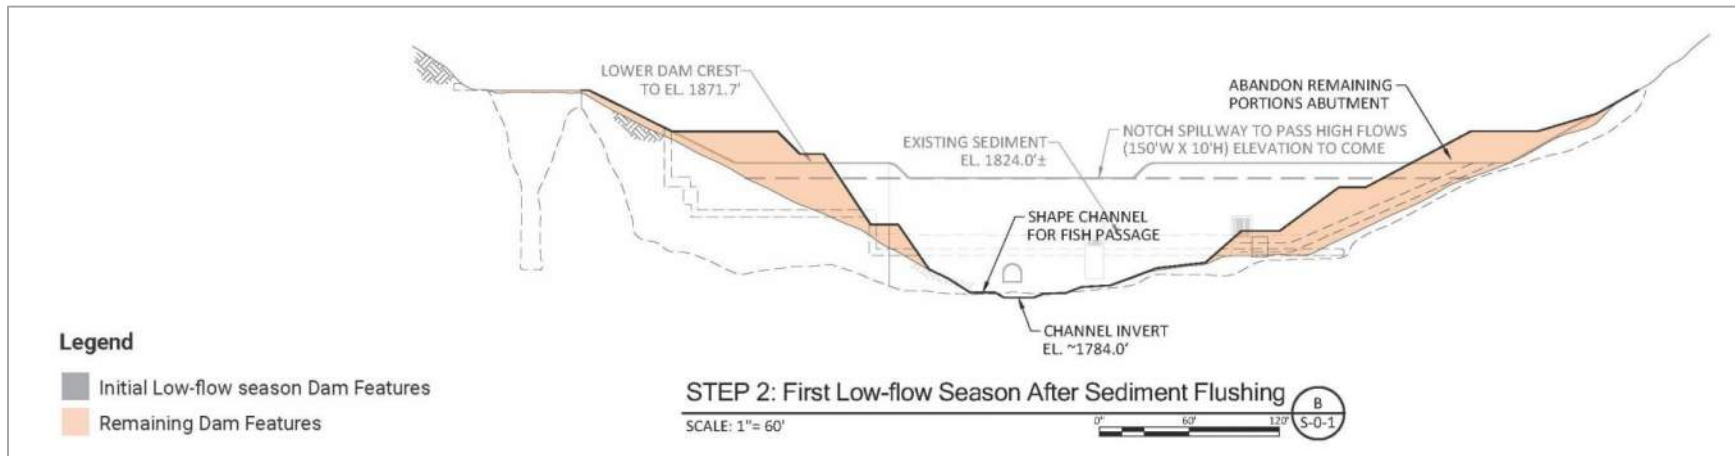 LOWER DAM CREST
TO EL. 1871.7'
ABANDON REMAINING
PORTIONS ABUTMENT
EXISTING SEDIMENT
EL. 1824.0'±
NOTCH SPILLWAY TO PASS HIGH FLOWS
(150'W X 10'H) ELEVATION TO COME
SHAPE CHANNEL
FOR FISH PASSAGE
CHANNEL INVERT
EL. ~1784.0'
Legend
Initial Low-flow season Dam Features
Remaining Dam Features
STEP 2: First Low-flow Season After Sediment Flushing
SCALE: 1"= 60'
0" 60' 120'
B
S-0-1